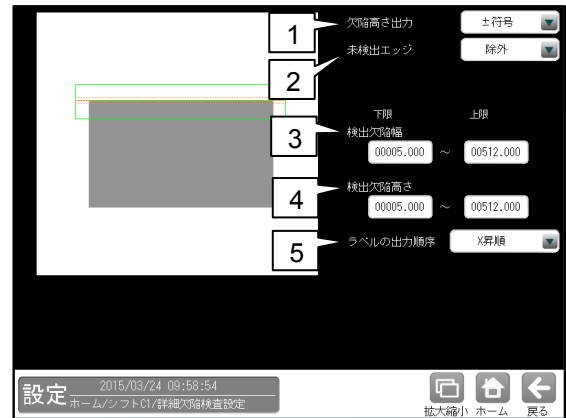 1 欠陥高さ出力 ±符号
2 未検出エッジ 除外
下限 上限
3 検出欠陥幅
00005.000 ～ 00512.000
4 検出欠陥高さ
00005.000 ～ 00512.000
5 ラベルの出力順序 X昇順
設定 2015/03/24 09:58:54
ホーム/シフトC1/詳細欠陥検査設定
拡大縮小 ホーム 戻る